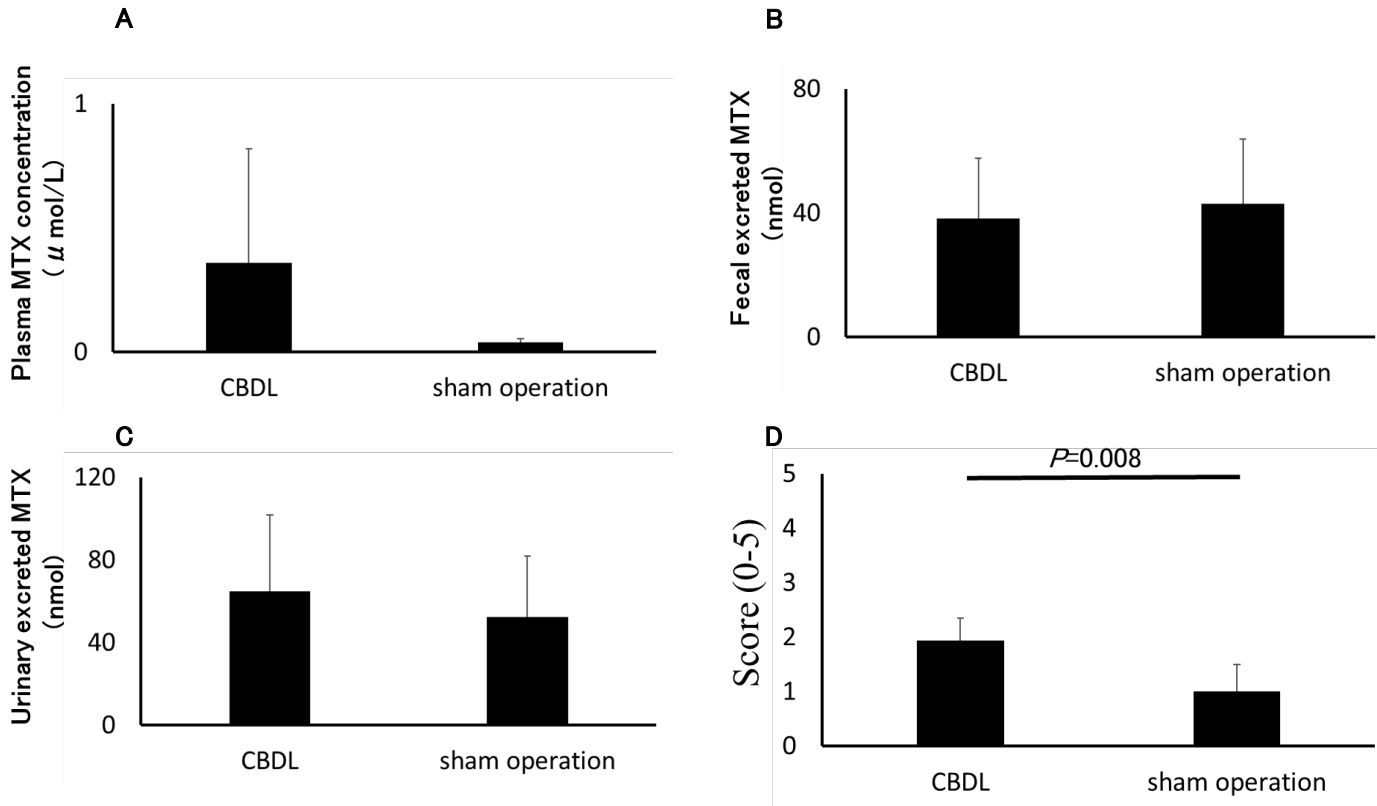 A
Plasma MTX concentration
(μmol/L)
1
0
CBDL
sham operation
B
Fecal excreted MTX
(nmol)
80
40
0
CBDL
sham operation
C
Urinary excreted MTX
(nmol)
120
80
40
0
CBDL
sham operation
D
P=0.008
Score (0-5)
5
4
3
2
1
0
CBDL
sham operation